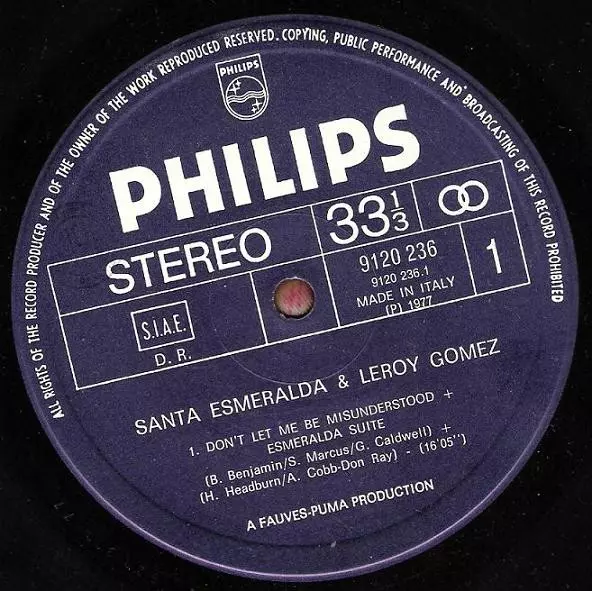 ALL RIGHTS OF THE RECORD PRODUCER AND OF THE OWNER OF THE WORK REPRODUCED RESERVED. COPYING, PUBLIC PERFORMANCE AND BROADCASTING OF THIS RECORD PROHIBITED
PHILIPS
PHILIPS
STEREO
33 1/3
S.I.A.E.
D. R.
9120 236
9120 236.1
MADE IN ITALY
(P) 1977
1
SANTA ESMERALDA & LEROY GOMEZ
1. DON'T LET ME BE MISUNDERSTOOD +
ESMERALDA SUITE
(B. Benjamin/S. Marcus/G. Caldwell) +
(H. Headburn/A. Cobb-Don Ray) - (16'05")
A FAUVES-PUMA PRODUCTION